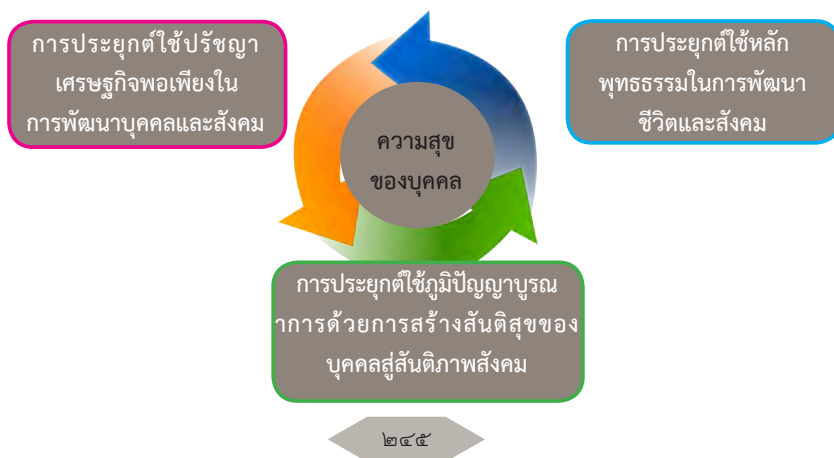 การประยุกต์ใช้ปรัชญา
เศรษฐกิจพอเพียงใน
การพัฒนาบุคคลและสังคม
การประยุกต์ใช้หลัก
พุทธธรรมในการพัฒนา
ชีวิตและสังคม
ความสุข
ของบุคคล
การประยุกต์ใช้ภูมิปัญญาบูรณ
าการด้วยการสร้างสันติสุขของ
บุคคลสู่สันติภาพสังคม
๒๔๕